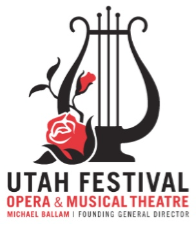 UTAH FESTIVAL
OPERA & MUSICAL THEATRE
MICHAEL BALLAM | FOUNDING GENERAL DIRECTOR